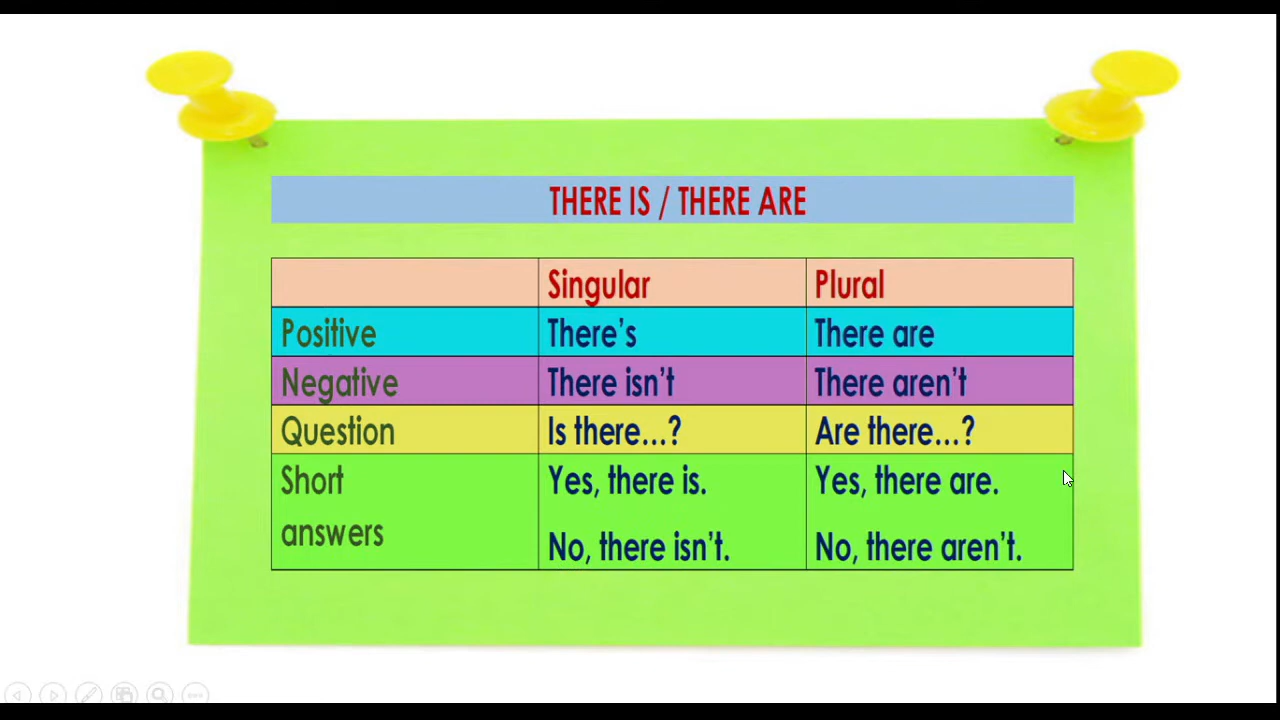 THERE IS / THERE ARE
Singular Plural
Positive There’s There are
Negative There isn’t There aren’t
Question Is there...? Are there...?
Short Yes, there is. Yes, there are.
answers No, there isn’t. No, there aren’t.